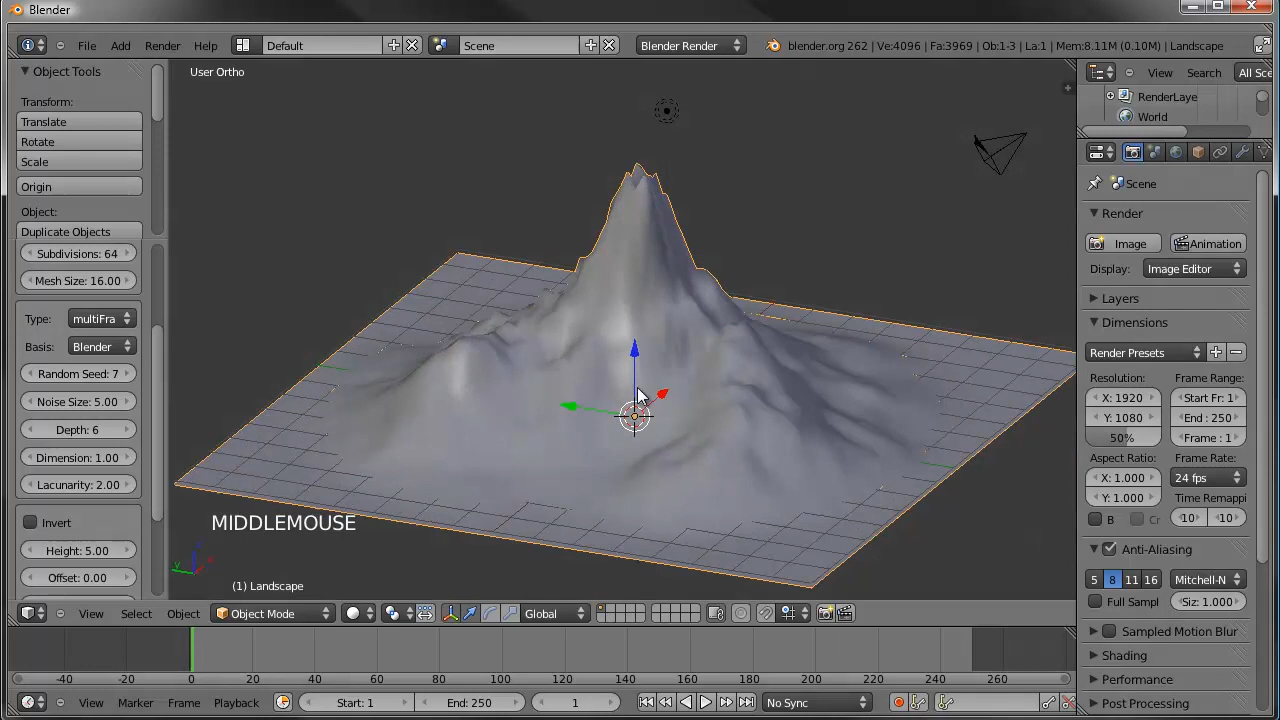 Blender
File Add Render Help Default Scene Blender Render blender.org 262 | Ve:4096 | Fa:3969 | Ob:1-3 | La:1 | Mem:8.11M (0.10M) | Landscape
Object Tools
Transform:
Translate
Rotate
Scale
Origin
Object:
Duplicate Objects
Subdivisions: 64
Mesh Size: 16.00
Type: multiFra
Basis: Blender
Random Seed: 7
Noise Size: 5.00
Depth: 6
Dimension: 1.00
Lacunarity: 2.00
Invert
Height: 5.00
Offset: 0.00
User Ortho
MIDDLEMOUSE
(1) Landscape
View Select Object Object Mode Global
View Search All Sce
RenderLaye
World
Scene
Render
Image Animation
Display: Image Editor
Layers
Dimensions
Render Presets
Resolution: Frame Range:
X: 1920 Start Fr: 1
Y: 1080 End : 250
50% Frame : 1
Aspect Ratio: Frame Rate:
X: 1.000 24 fps
Y: 1.000 Time Remappi
B Cr 10 10
Anti-Aliasing
5 8 11 16 Mitchell-N
Full Sampl Siz: 1.000
Sampled Motion Blur
Shading
Performance
Post Processing
-40 -20 0 20 40 60 80 100 120 140 160 180 200 220 240 260
View Marker Frame Playback Start: End: 250 1 No Sync